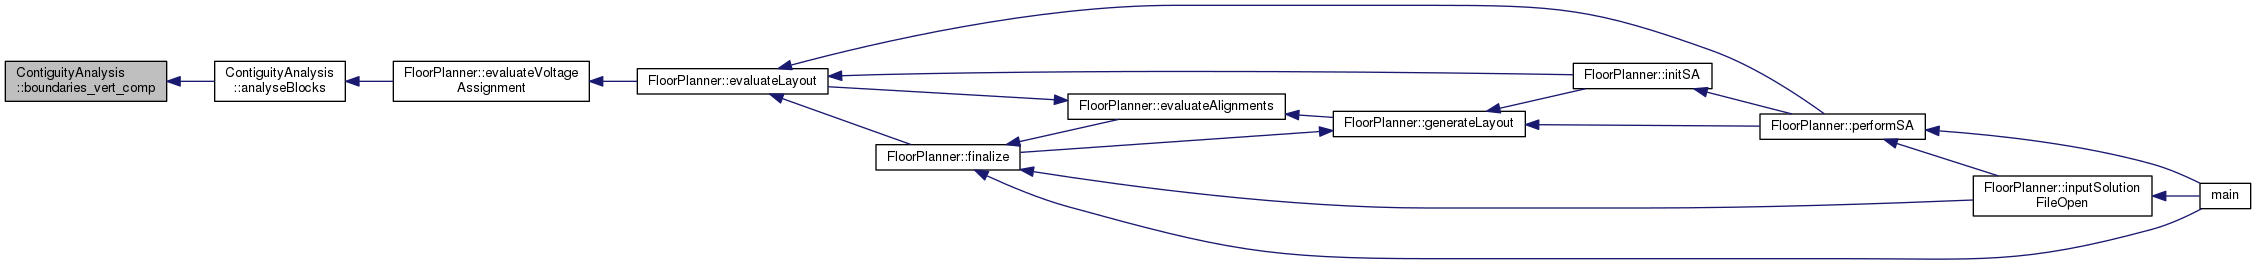 ContiguityAnalysis
::boundaries_vert_comp
ContiguityAnalysis
::analyseBlocks
FloorPlanner::evaluateVoltage
Assignment
FloorPlanner::evaluateLayout
FloorPlanner::evaluateAlignments
FloorPlanner::finalize
FloorPlanner::generateLayout
FloorPlanner::initSA
FloorPlanner::performSA
FloorPlanner::inputSolution
FileOpen
main